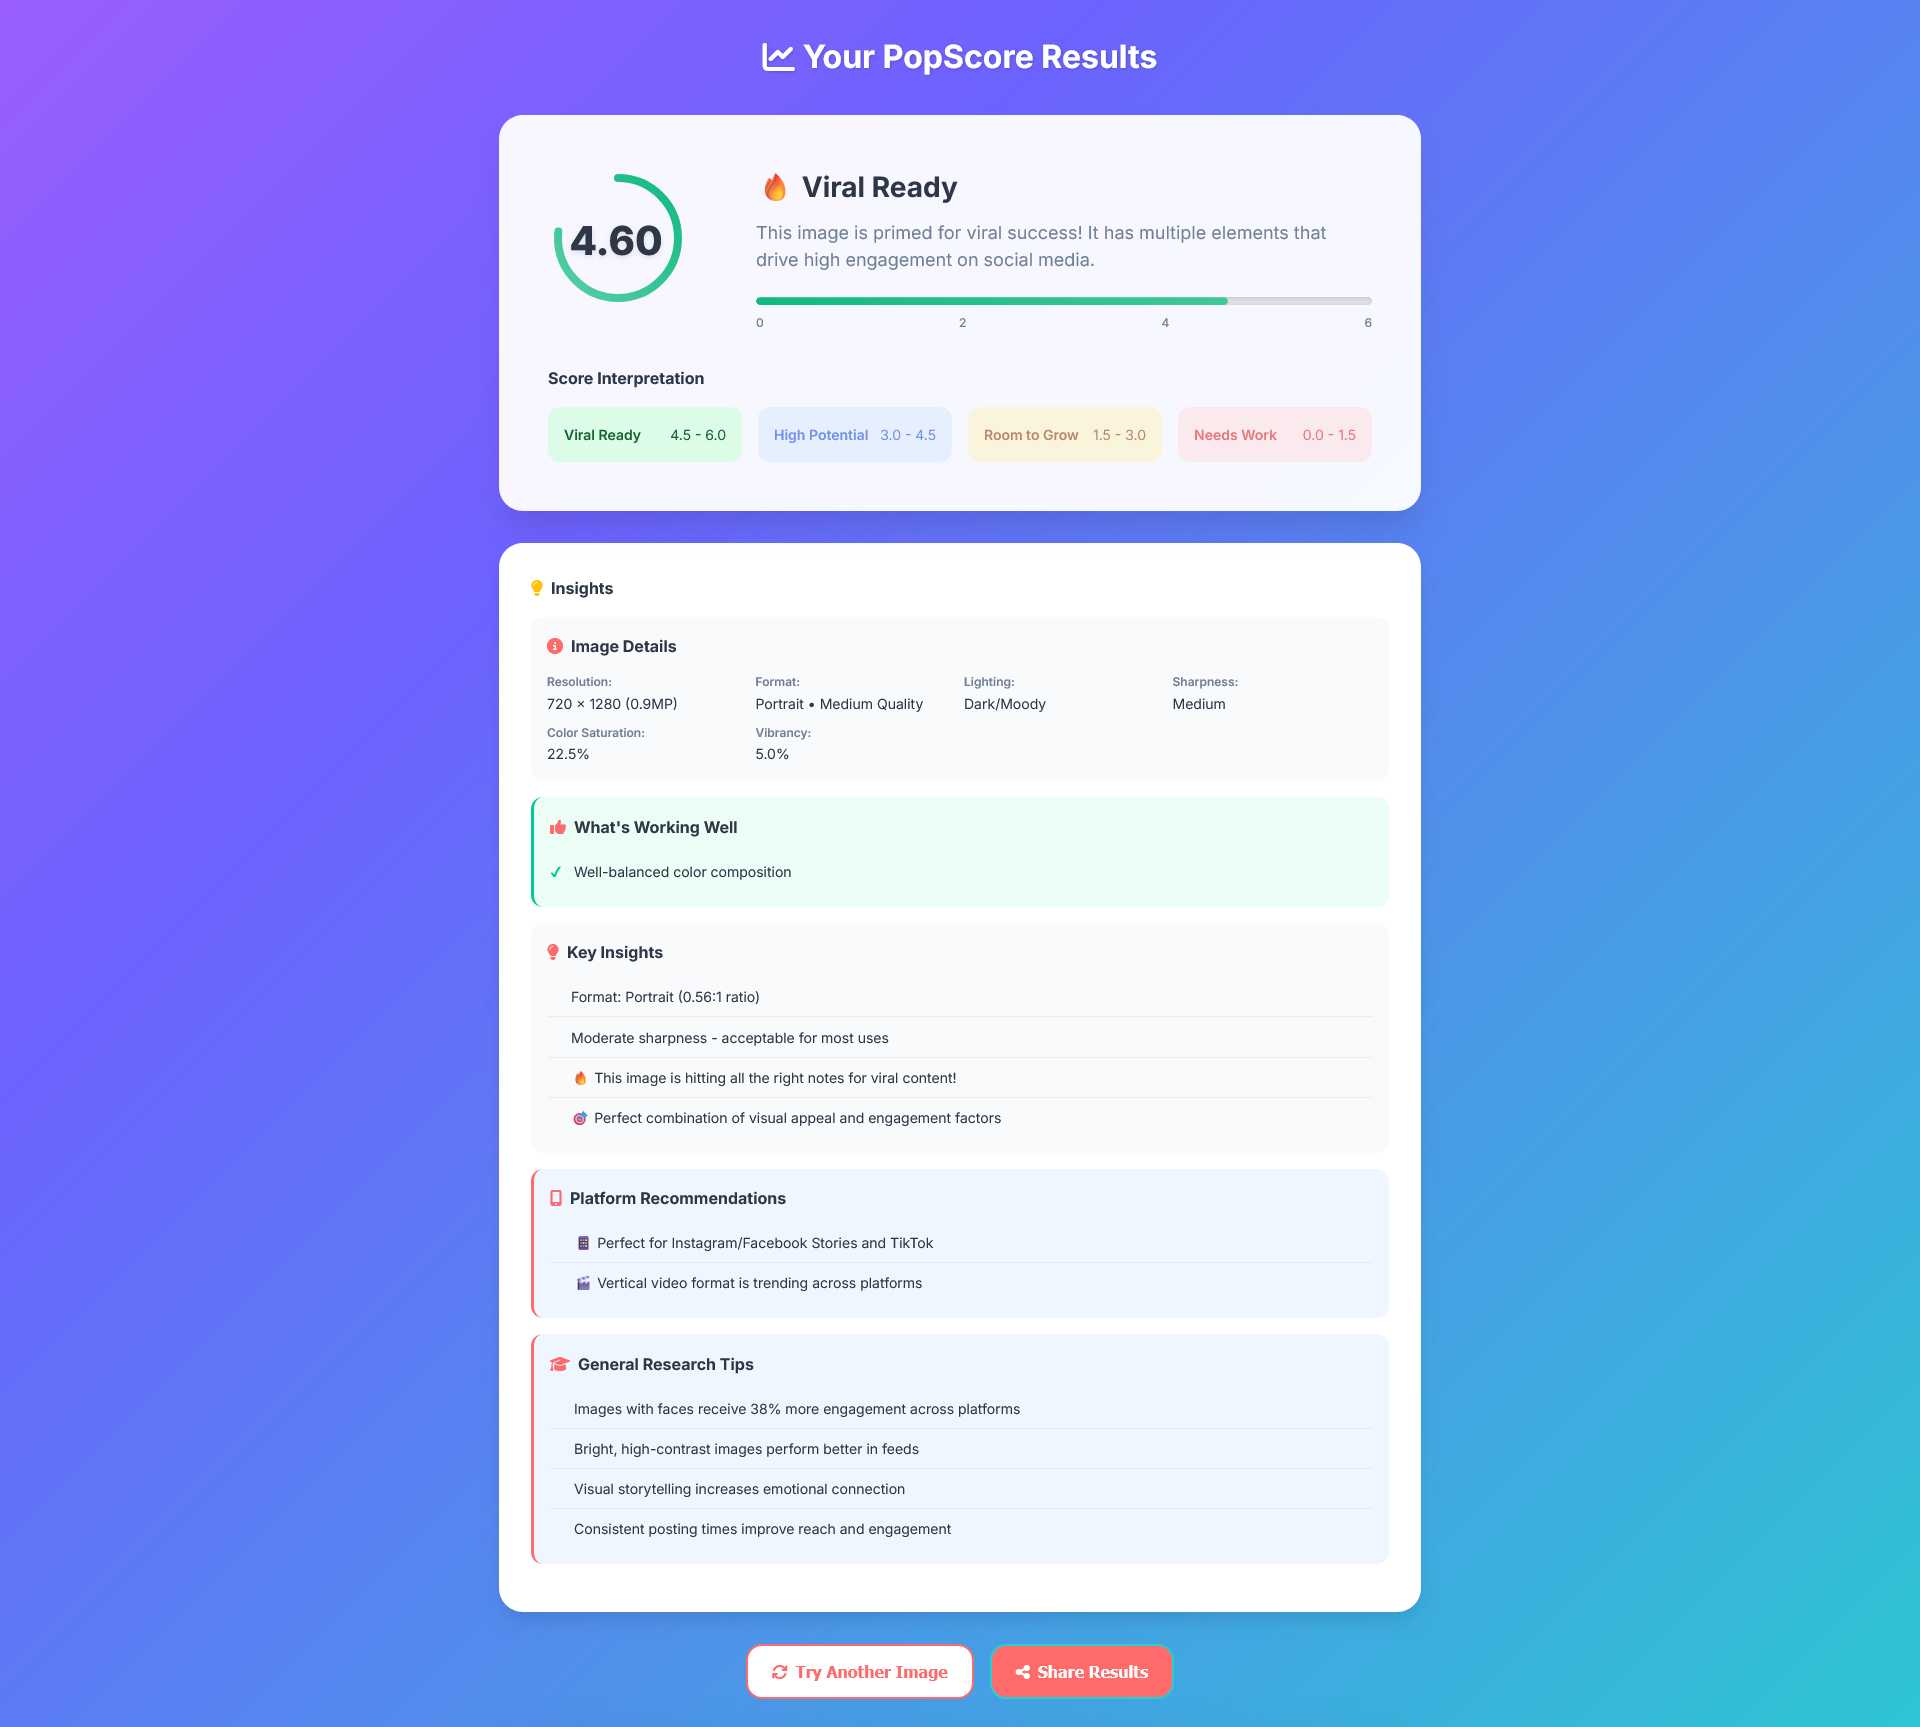 Your PopScore Results
4.60
🔥 Viral Ready
This image is primed for viral success! It has multiple elements that
drive high engagement on social media.
0 2 4 6
Score Interpretation
Viral Ready 4.5 - 6.0
High Potential 3.0 - 4.5
Room to Grow 1.5 - 3.0
Needs Work 0.0 - 1.5
Insights
Image Details
Resolution:
720 × 1280 (0.9MP)
Format:
Portrait • Medium Quality
Lighting:
Dark/Moody
Sharpness:
Medium
Color Saturation:
22.5%
Vibrancy:
5.0%
What's Working Well
✓ Well-balanced color composition
Key Insights
Format: Portrait (0.56:1 ratio)
Moderate sharpness - acceptable for most uses
🔥 This image is hitting all the right notes for viral content!
🎯 Perfect combination of visual appeal and engagement factors
Platform Recommendations
📱 Perfect for Instagram/Facebook Stories and TikTok
🎬 Vertical video format is trending across platforms
General Research Tips
Images with faces receive 38% more engagement across platforms
Bright, high-contrast images perform better in feeds
Visual storytelling increases emotional connection
Consistent posting times improve reach and engagement
Try Another Image
Share Results